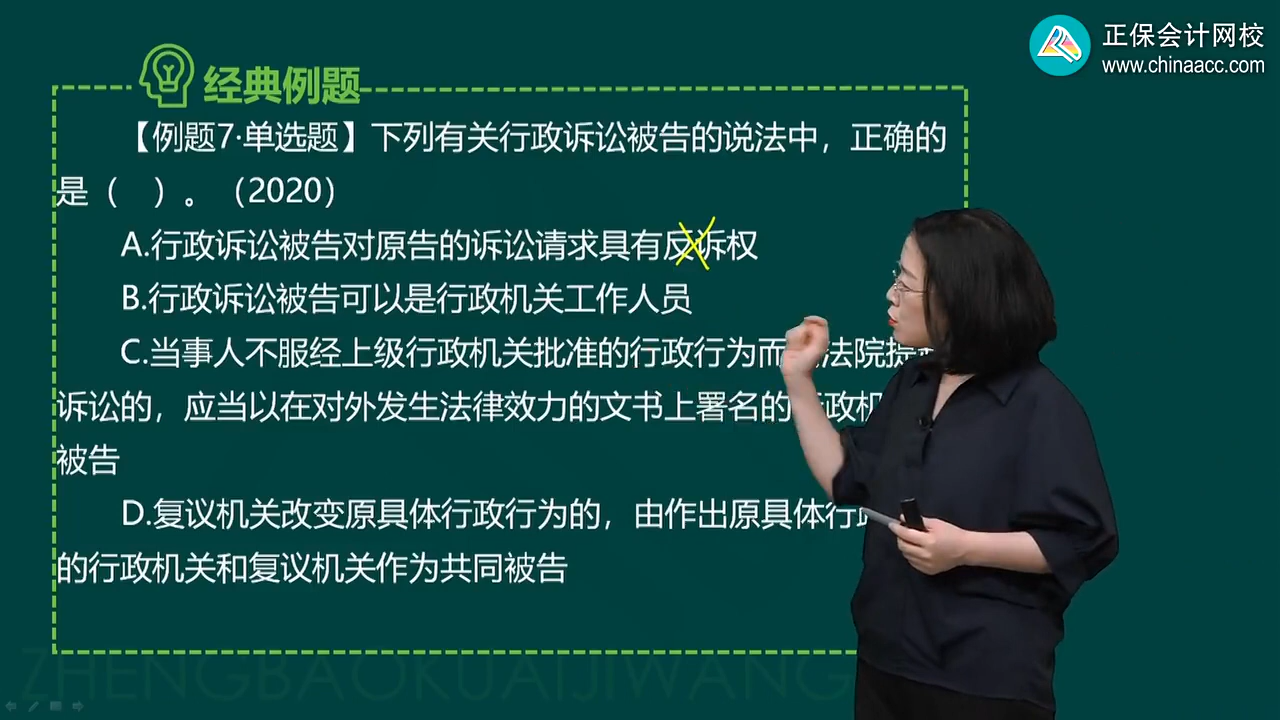 正保会计网校
www.chinaacc.com
经典例题
【例题7·单选题】下列有关行政诉讼被告的说法中，正确的
是（ ）。（2020）
A.行政诉讼被告对原告的诉讼请求具有反诉权
B.行政诉讼被告可以是行政机关工作人员
C.当事人不服经上级行政机关批准的行政行为而 法院提
诉讼的，应当以在对外发生法律效力的文书上署名的行政机
被告
D.复议机关改变原具体行政行为的，由作出原具体行政
的行政机关和复议机关作为共同被告
ZHENGBAOKUAIJIWANG